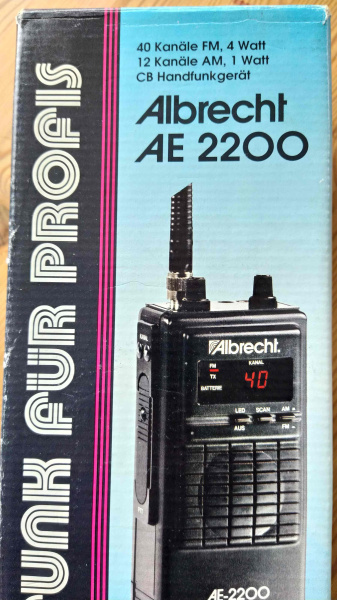 40 Kanäle FM, 4 Watt
12 Kanäle AM, 1 Watt
CB Handfunkgerät
Albrecht
AE 2200
FUNK FÜR PROFIS
Albrecht.
FM
KANAL
TX
40
BATTERIE
LED SCAN AM
AUS FM
AE-2200